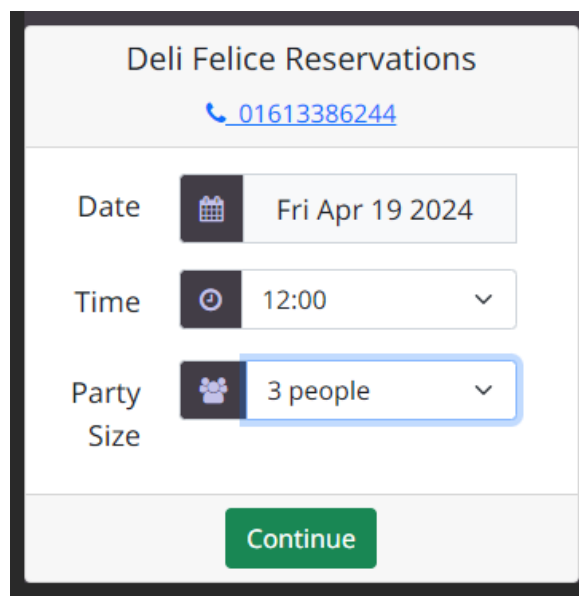 Deli Felice Reservations
01613386244
Date Fri Apr 19 2024
Time 12:00
Party Size 3 people
Continue